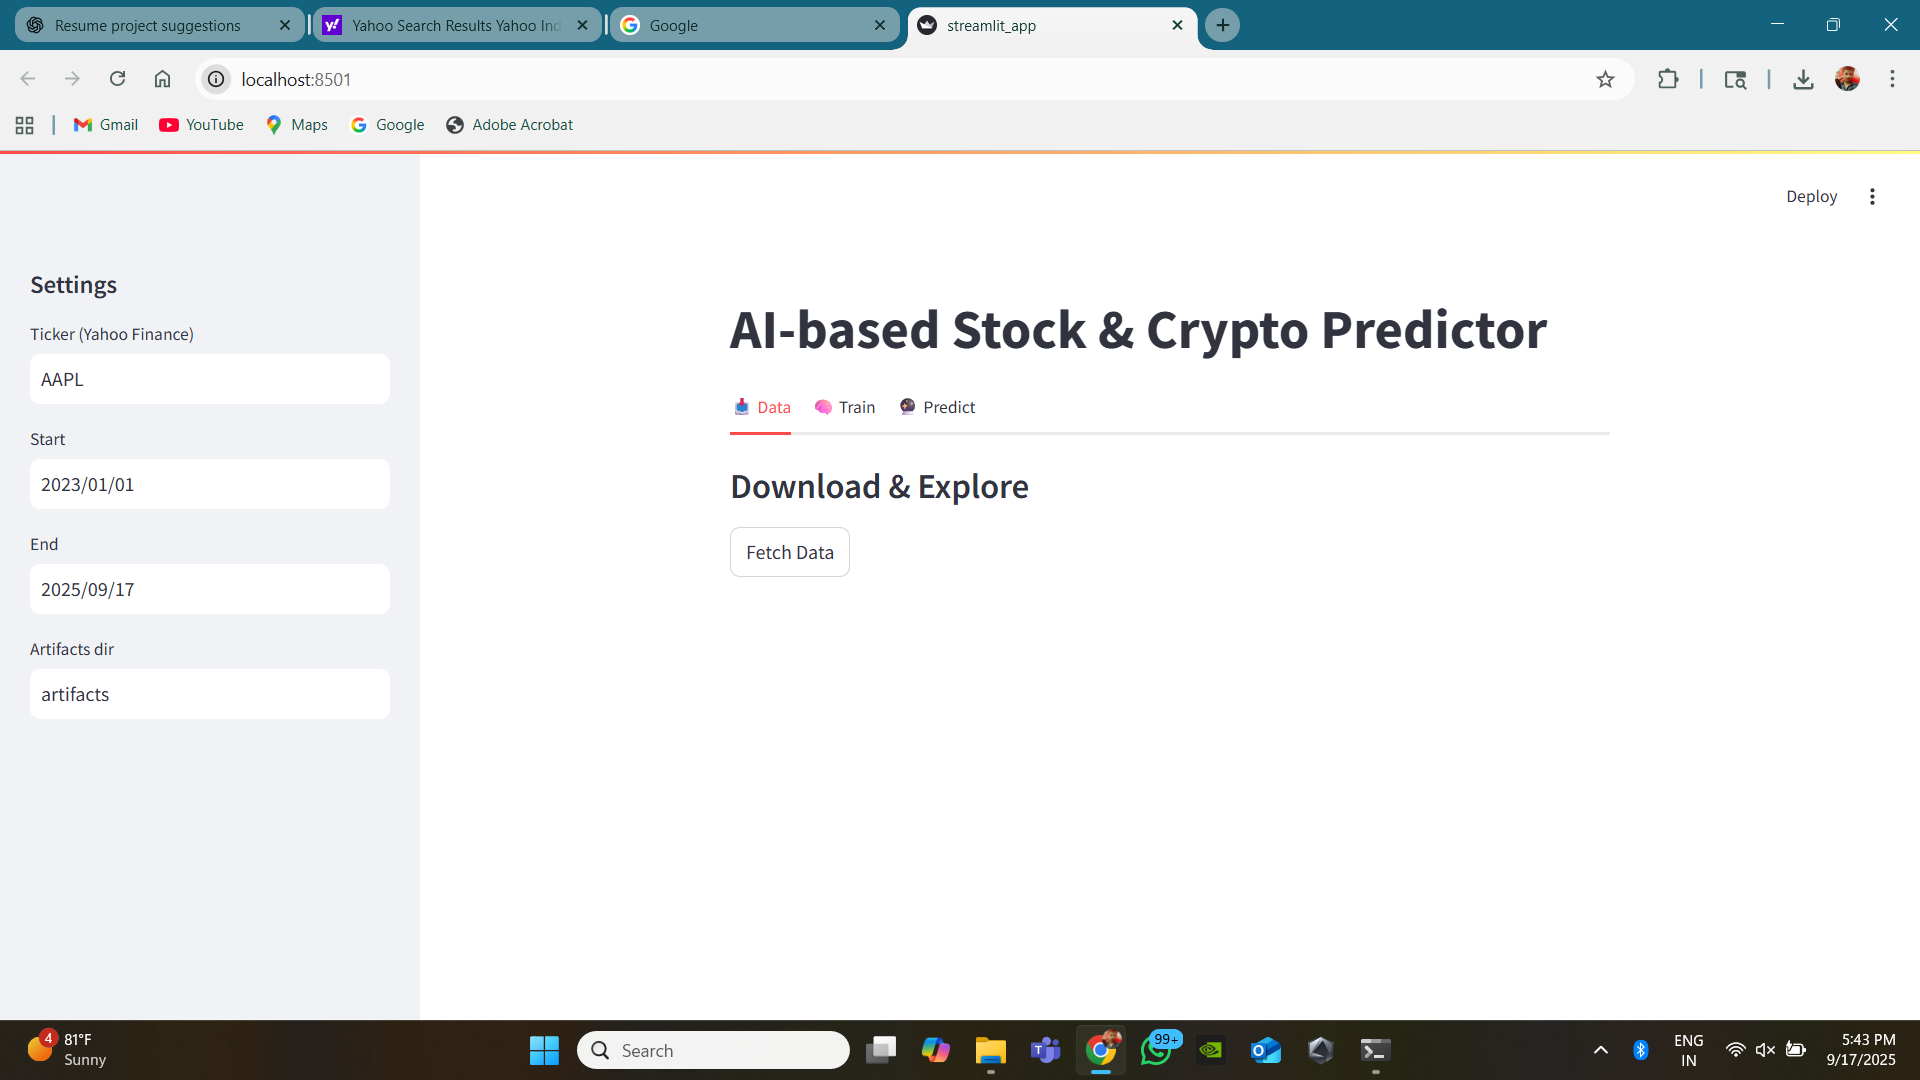 Resume project suggestions
Yahoo Search Results Yahoo Ind
Google
streamlit_app
localhost:8501
Gmail
YouTube
Maps
Google
Adobe Acrobat
Deploy
Settings
Ticker (Yahoo Finance)
AAPL
Start
2023/01/01
End
2025/09/17
Artifacts dir
artifacts
AI-based Stock & Crypto Predictor
Data
Train
Predict
Download & Explore
Fetch Data
4
81°F
Sunny
Search
99+
ENG
IN
5:43 PM
9/17/2025